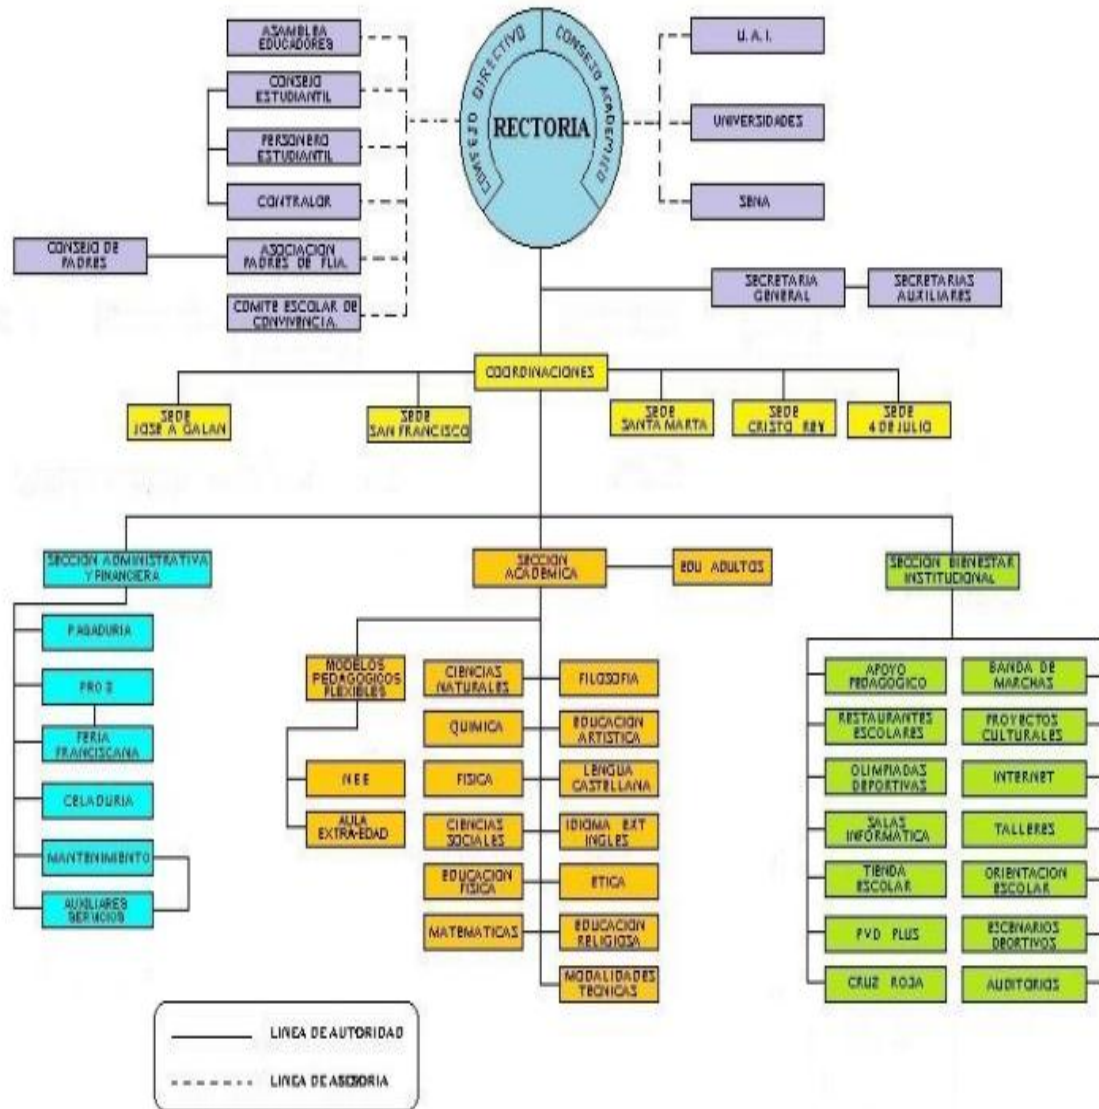 CONSEJO DIRECTIVO
CONSEJO ACADEMICO
RECTORIA
ASAMBLEA
EDUCADORES
CONSEJO
ESTUDIANTIL
PERSONERO
ESTUDIANTIL
CONTRALOR
CONSEJO DE
PADRES
ASOCIACION
PADRES DE FLIA.
COMITE ESCOLAR DE
CONVIVENCIA.
U. A. I.
UNIVERSIDADES
SENA
SECRETARIA
GENERAL
SECRETARIAS
AUXILIARES
COORDINACIONES
SEDE
JOSE A GALAN
SEDE
SAN FRANCISCO
SEDE
SANTA MARTA
SEDE
CRISTO REY
SEDE
4 DE JULIO
SECCION ADMINISTRATIVA
Y FINANCIERA
PAGADURIA
FERIA
FRANCISCANA
CELADURIA
MANTENIMIENTO
AUXILIARES
SERVICIOS
SECCION
ACADEMICA
EDU ADULTOS
MODELOS
PEDAGOGICOS
FLEXIBLES
NEE
AULA
EXTRA-EDAD
CIENCIAS
NATURALES
QUIMICA
FISICA
CIENCIAS
SOCIALES
EDUCACION
FISICA
MATEMATICAS
FILOSOFIA
EDUCACION
ARTISTICA
LENGUA
CASTELLANA
IDIOMA EXT
INGLES
ETICA
EDUCACION
RELIGIOSA
MODALIDADES
TECNICAS
SECCION BIENESTAR
INSTITUCIONAL
APOYO
PEDAGOGICO
RESTAURANTES
ESCOLARES
OLIMPIADAS
DEPORTIVAS
SALAS
INFORMATICA
TIENDA
ESCOLAR
PVD PLUS
CRUZ ROJA
BANDA DE
MARCHAS
PROYECTOS
CULTURALES
INTERNET
TALLERES
ORIENTACION
ESCOLAR
ESCENARIOS
DEORTIVOS
AUDITORIOS
LINEA DE AUTORIDAD
LINEA DE ASESORIA